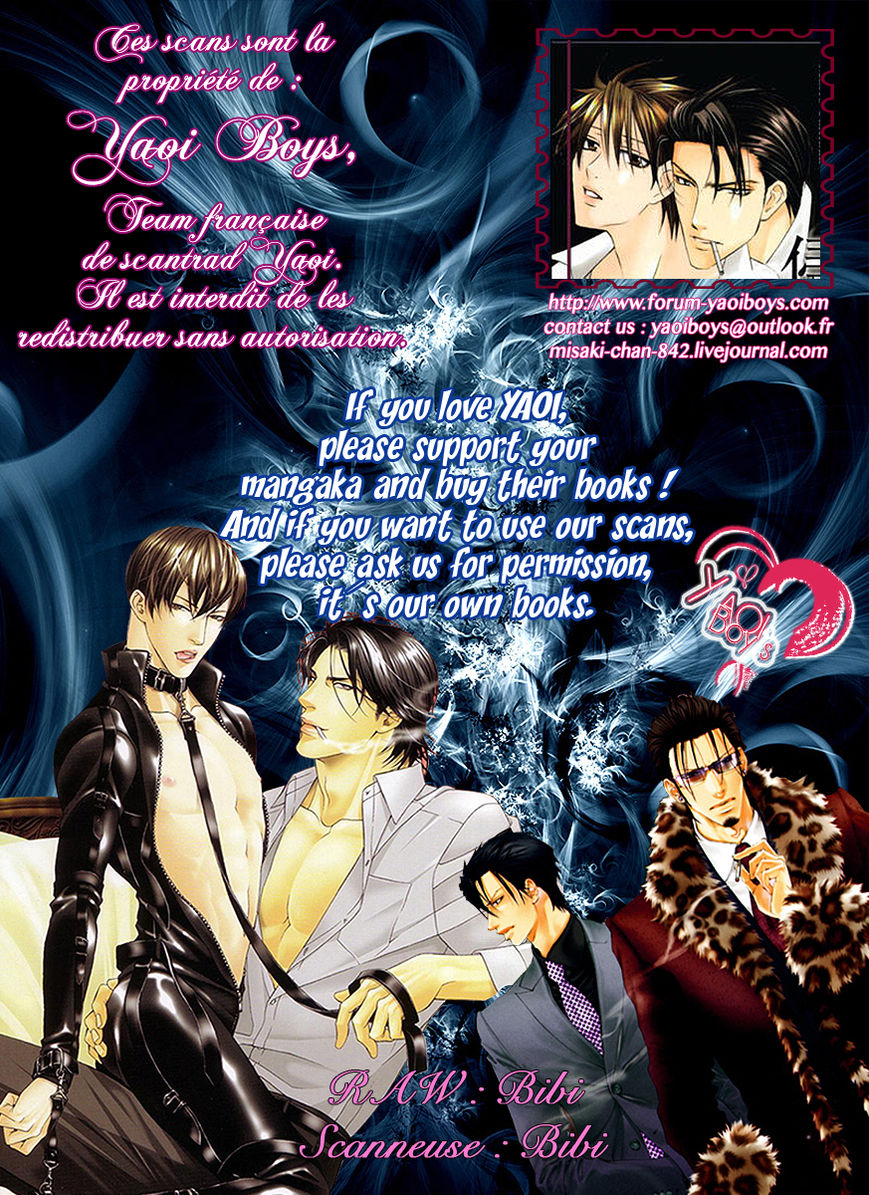 Ces scans sont la
propriété de :
Yaoi Boys,
Team française
de scantrad Yaoi.
Il est interdit de les
redistribuer sans autorisation.
http://www.forum-yaoiboys.com
contact us : yaoiboys@outlook.fr
misaki-chan-842.livejournal.com
If you love YAOI,
please support your
mangaka and buy their books !
And if you want to use our scans,
please ask us for permission,
it´s our own books.
YAOI
BOY'S
RAW : Bibi
Scanneuse : Bibi